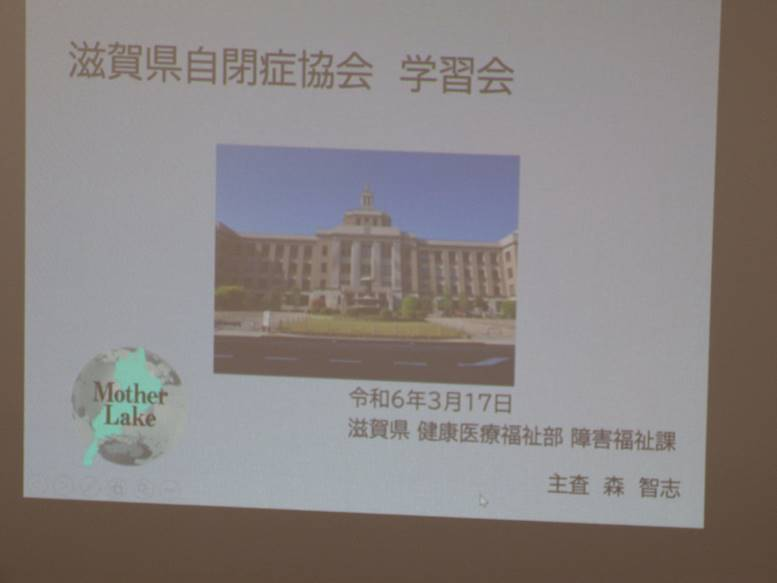 滋賀県自閉症協会　学習会
Mother
Lake
令和6年3月17日
滋賀県 健康医療福祉部 障害福祉課
主査　森　智志